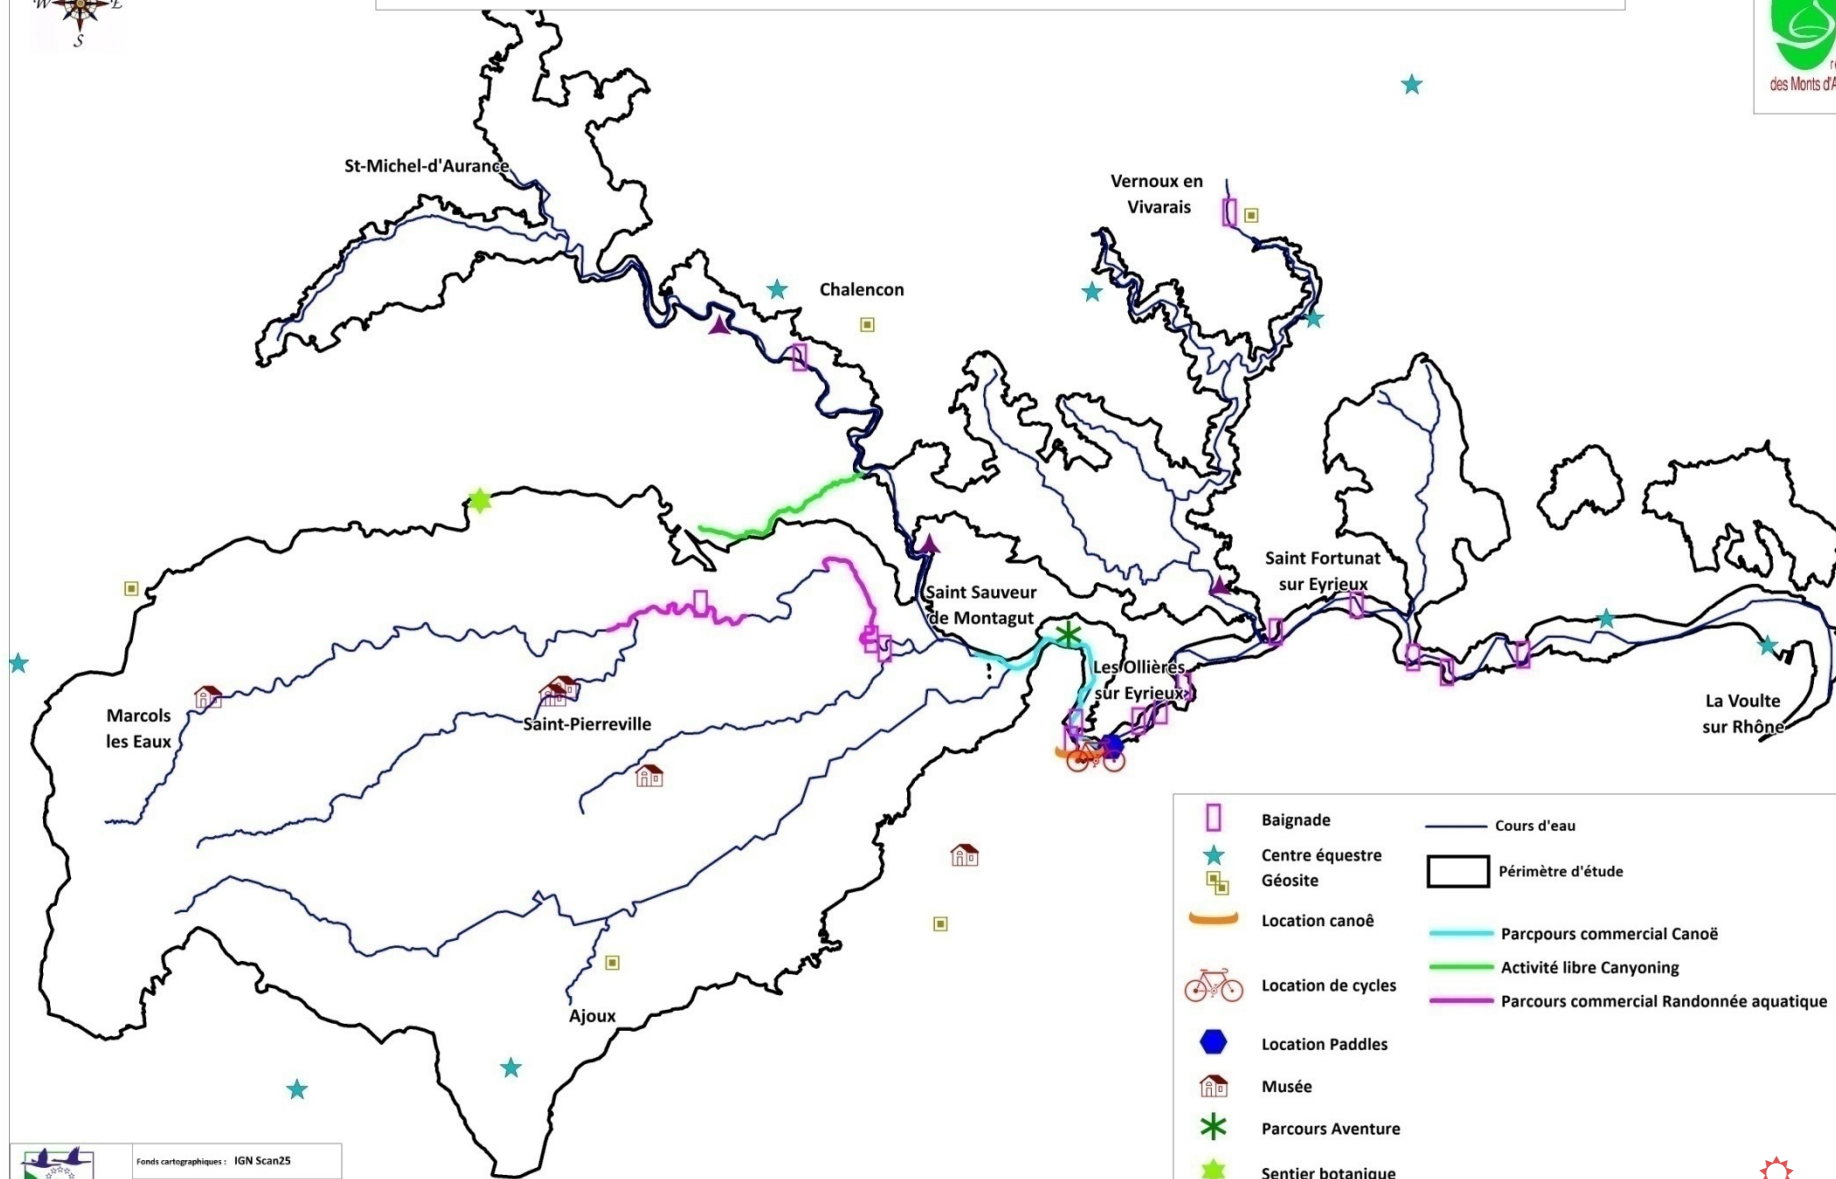 W E
S
des Monts d'A
St-Michel-d'Aurance
Vernoux en
Vivarais
Chalencon
Saint Fortunat
sur Eyrieux
Saint Sauveur
de Montagut
Les Ollières
sur Eyrieux
Marcols
les Eaux
Saint-Pierreville
La Voulte
sur Rhône
Ajoux
Baignade
Centre équestre
Géosite
Location canoê
Location de cycles
Location Paddles
Musée
Parcours Aventure
Sentier botanique
Cours d'eau
Périmètre d'étude
Parcpours commercial Canoë
Activité libre Canyoning
Parcours commercial Randonnée aquatique
Fonds cartographiques : IGN Scan25